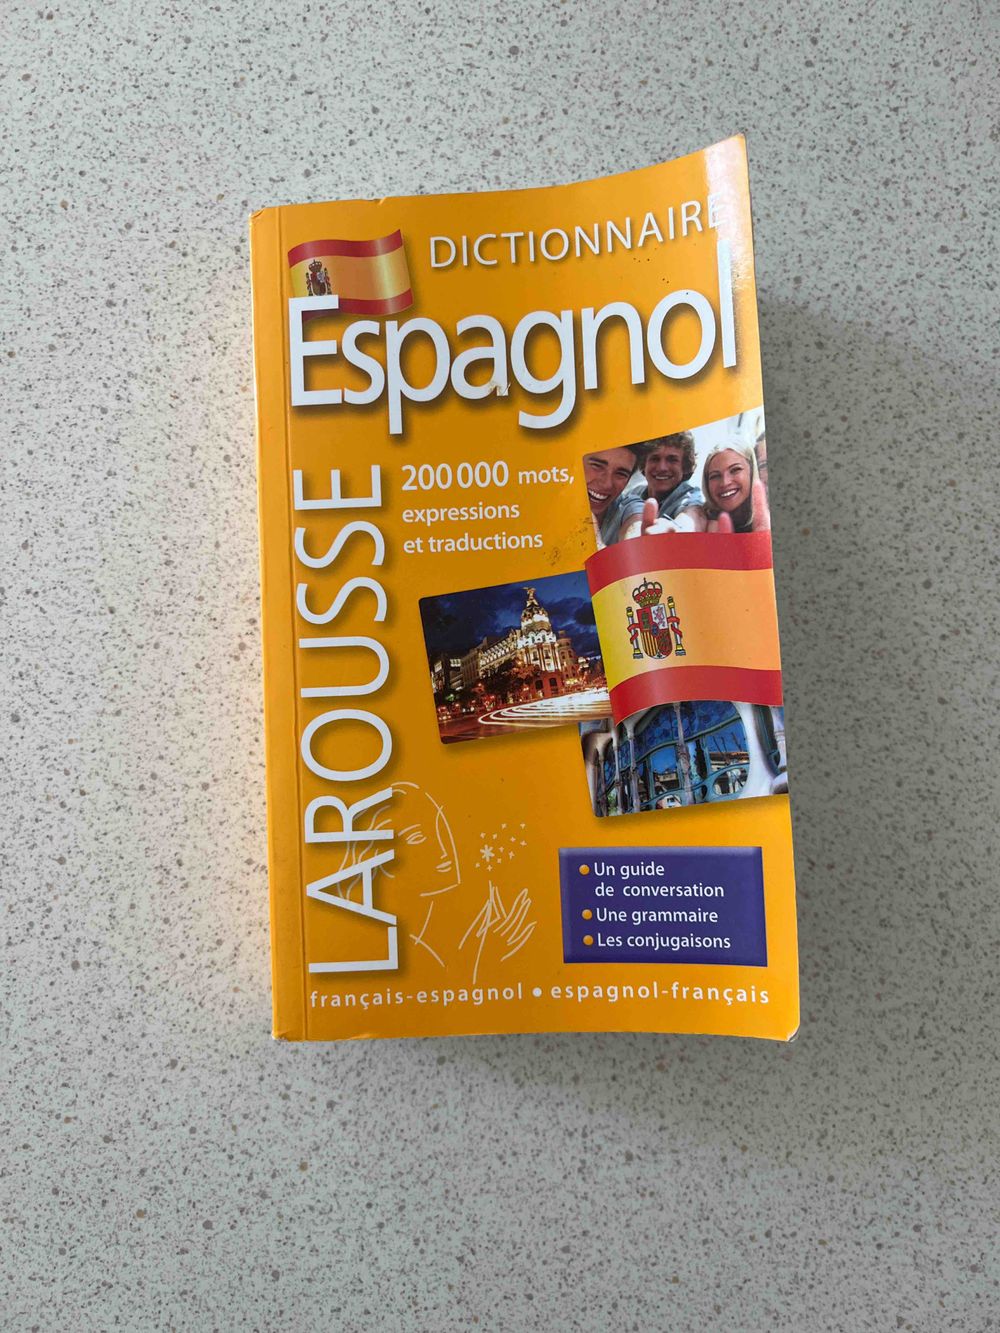 DICTIONNAIRE
Espagnol
LAROUSSE
200 000 mots,
expressions
et traductions
Un guide
de conversation
Une grammaire
Les conjugaisons
français-espagnol • espagnol-français